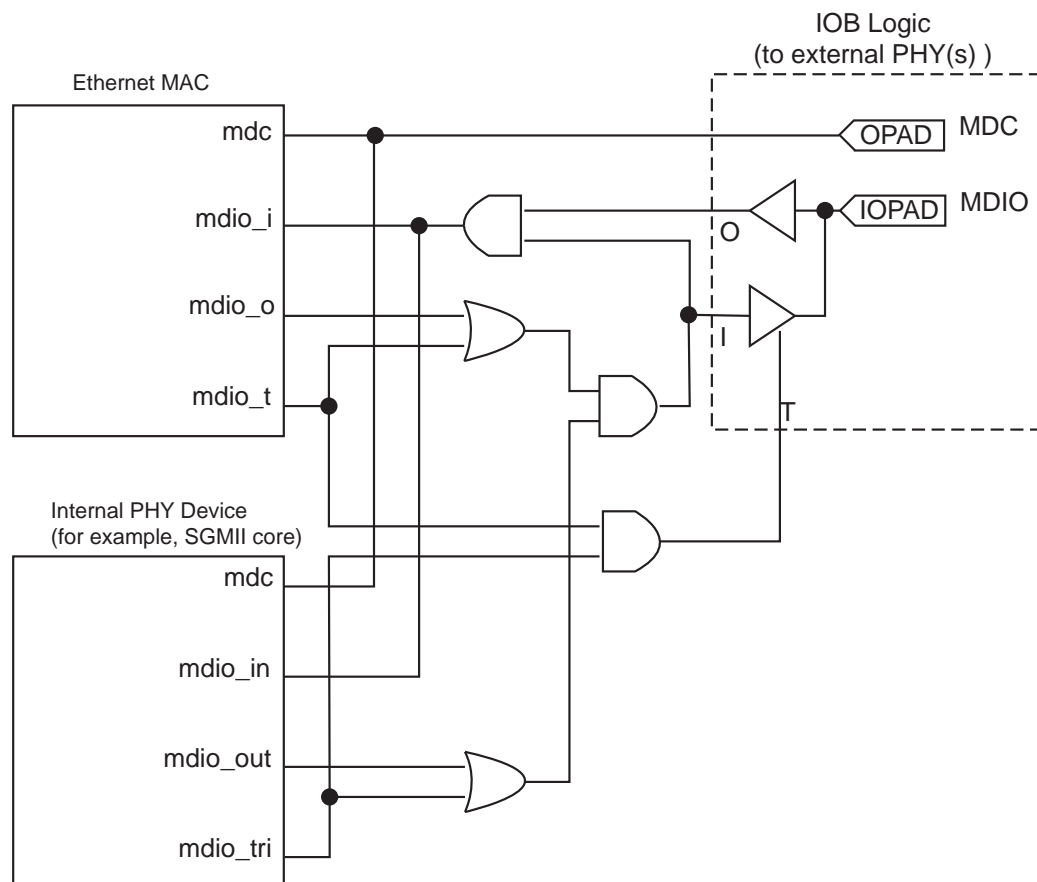 IOB Logic
(to external PHY(s) )
Ethernet MAC
mdc
OPAD
MDC
mdio_i
O
IOPAD
MDIO
mdio_o
I
mdio_t
T
Internal PHY Device
(for example, SGMII core)
mdc
mdio_in
mdio_out
mdio_tri